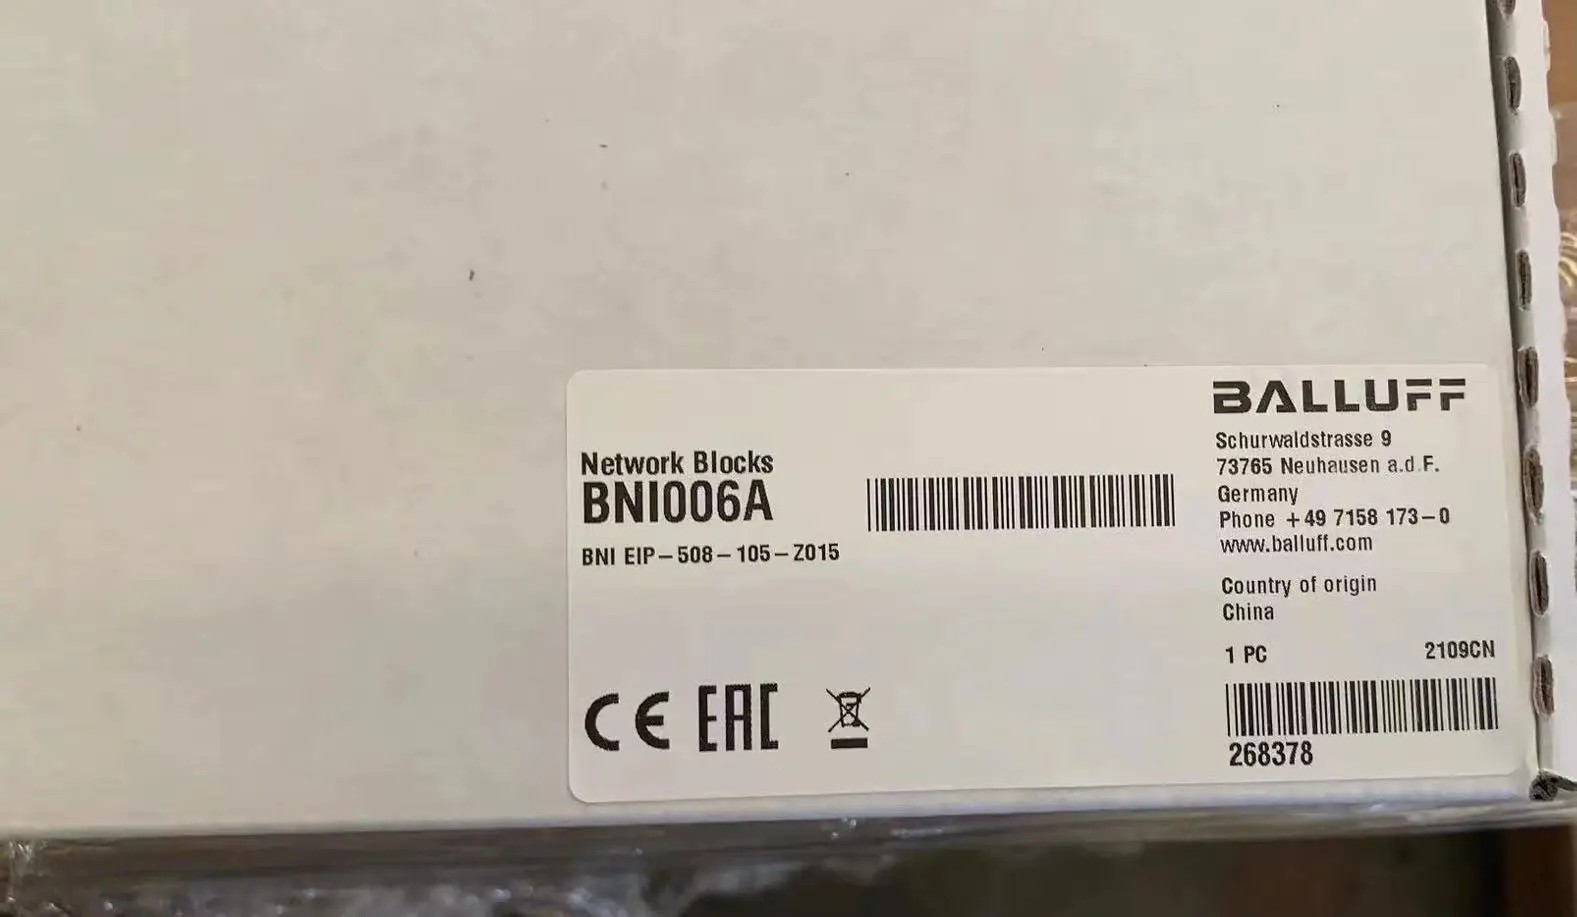 Network Blocks
BNI006A
BNI EIP-508-105-Z015
CE EAC
BALLUFF
Schurwaldstrasse 9
73765 Neuhausen a.d.F.
Germany
Phone +49 7158 173-0
www.balluff.com
Country of origin
China
1 PC 2109CN
268378